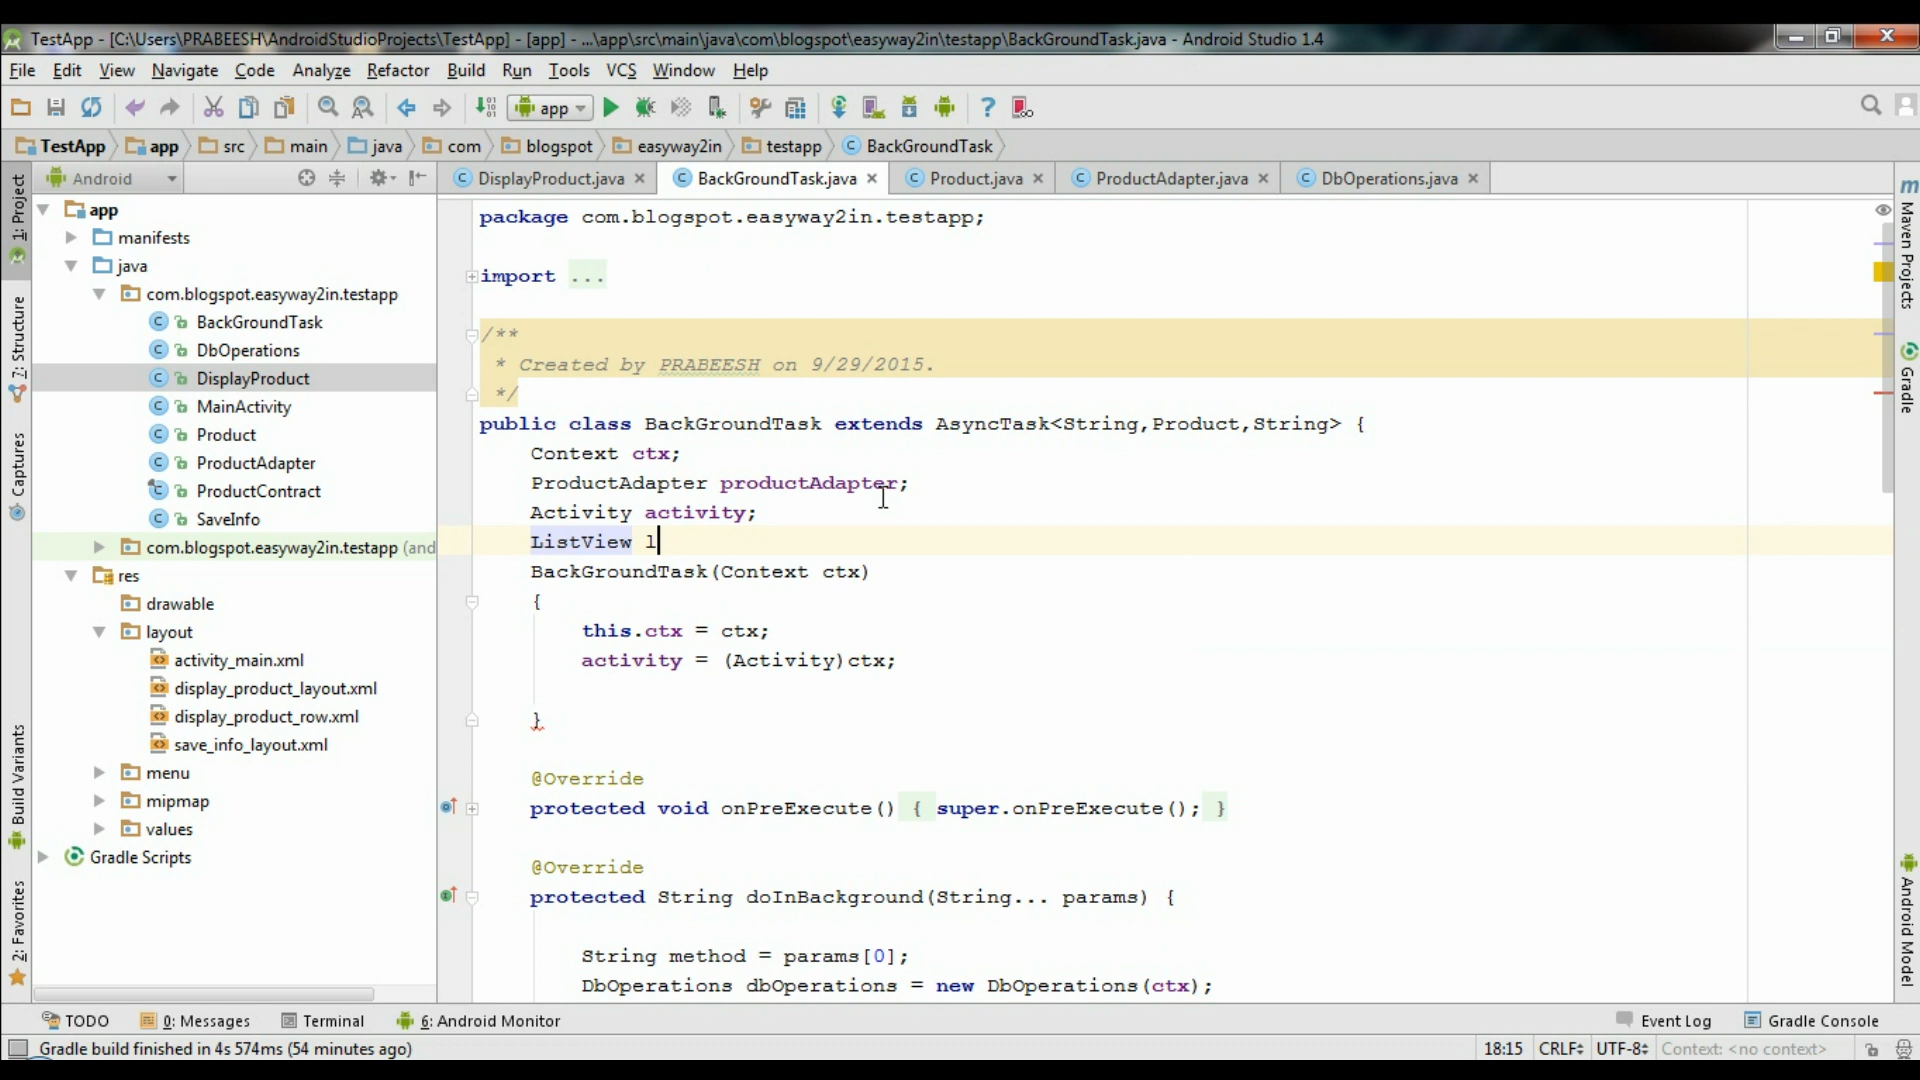 TestApp - [C:\Users\PRABEESH\AndroidStudioProjects\TestApp] - [app] - ...\app\src\main\java\com\blogspot\easyway2in\testapp\BackGroundTask.java - Android Studio 1.4
File Edit View Navigate Code Analyze Refactor Build Run Tools VCS Window Help
app
TestApp app src main java com blogspot easyway2in testapp BackGroundTask
Android
DisplayProduct.java BackGroundTask.java Product.java ProductAdapter.java DbOperations.java
1: Project
7: Structure
Captures
Build Variants
2: Favorites
app
manifests
java
com.blogspot.easyway2in.testapp
BackGroundTask
DbOperations
DisplayProduct
MainActivity
Product
ProductAdapter
ProductContract
SaveInfo
com.blogspot.easyway2in.testapp (and
res
drawable
layout
activity_main.xml
display_product_layout.xml
display_product_row.xml
save_info_layout.xml
menu
mipmap
values
Gradle Scripts
package com.blogspot.easyway2in.testapp;
import ...
/**
* Created by PRABEESH on 9/29/2015.
*/
public class BackGroundTask extends AsyncTask<String,Product,String> {
Context ctx;
ProductAdapter productAdapter;
Activity activity;
ListView l
BackGroundTask(Context ctx)
{
this.ctx = ctx;
activity = (Activity)ctx;
}
@Override
protected void onPreExecute() { super.onPreExecute(); }
@Override
protected String doInBackground(String... params) {
String method = params[0];
DbOperations dbOperations = new DbOperations(ctx);
m Maven Projects
Gradle
Android Model
TODO 0: Messages Terminal 6: Android Monitor Event Log Gradle Console
Gradle build finished in 4s 574ms (54 minutes ago) 18:15 CRLF UTF-8 Context: <no context>